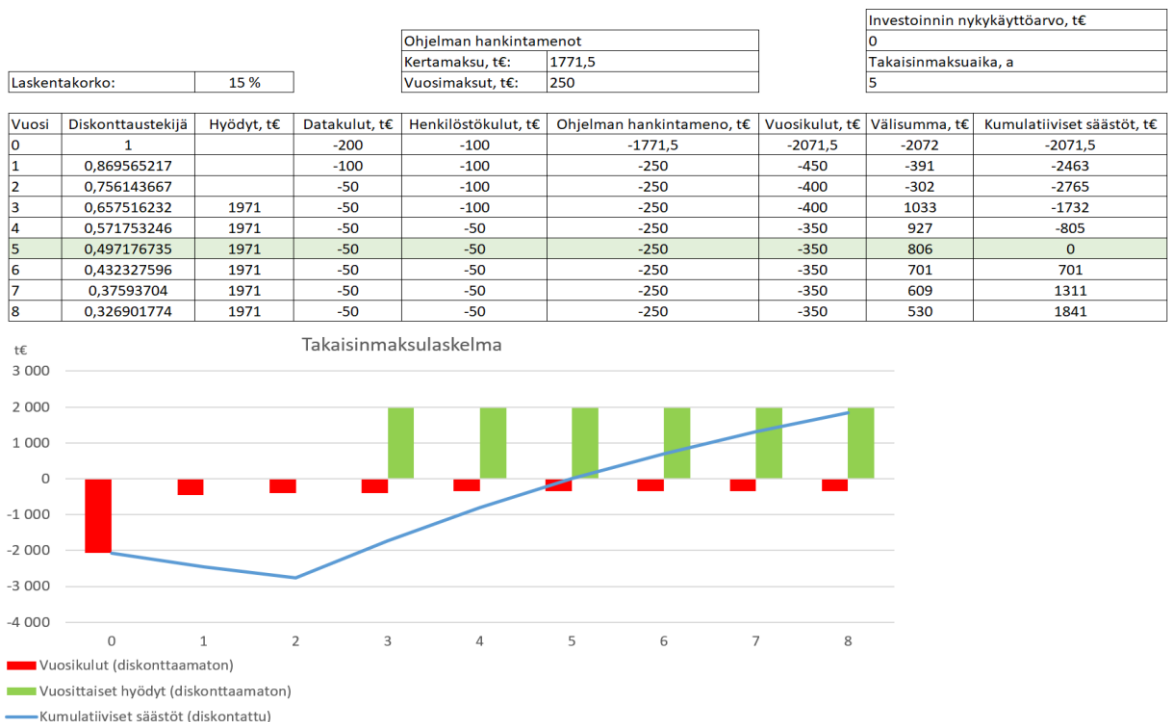 Investoinnin nykykäyttöarvo, t€
Ohjelman hankintamenot 0
Kertamaksu, t€: 1771,5 Takaisinmaksuaika, a
Laskentakorko: 15 % Vuosimaksut, t€: 250 5
Vuosi Diskonttaustekijä Hyödyt, t€ Datakulut, t€ Henkilöstökulut, t€ Ohjelman hankintameno, t€ Vuosikulut, t€ Välisumma, t€ Kumulatiiviset säästöt, t€
0 1 -200 -100 -1771,5 -2071,5 -2072 -2071,5
1 0,869565217 -100 -100 -250 -450 -391 -2463
2 0,756143667 -50 -100 -250 -400 -302 -2765
3 0,657516232 1971 -50 -100 -250 -400 1033 -1732
4 0,571753246 1971 -50 -50 -250 -350 927 -805
5 0,497176735 1971 -50 -50 -250 -350 806 0
6 0,432327596 1971 -50 -50 -250 -350 701 701
7 0,37593704 1971 -50 -50 -250 -350 609 1311
8 0,326901774 1971 -50 -50 -250 -350 530 1841
Takaisinmaksulaskelma
t€
3 000
2 000
1 000
0
-1 000
-2 000
-3 000
-4 000
0 1 2 3 4 5 6 7 8
Vuosikulut (diskonttaamaton)
Vuosittaiset hyödyt (diskonttaamaton)
Kumulatiiviset säästöt (diskontattu)